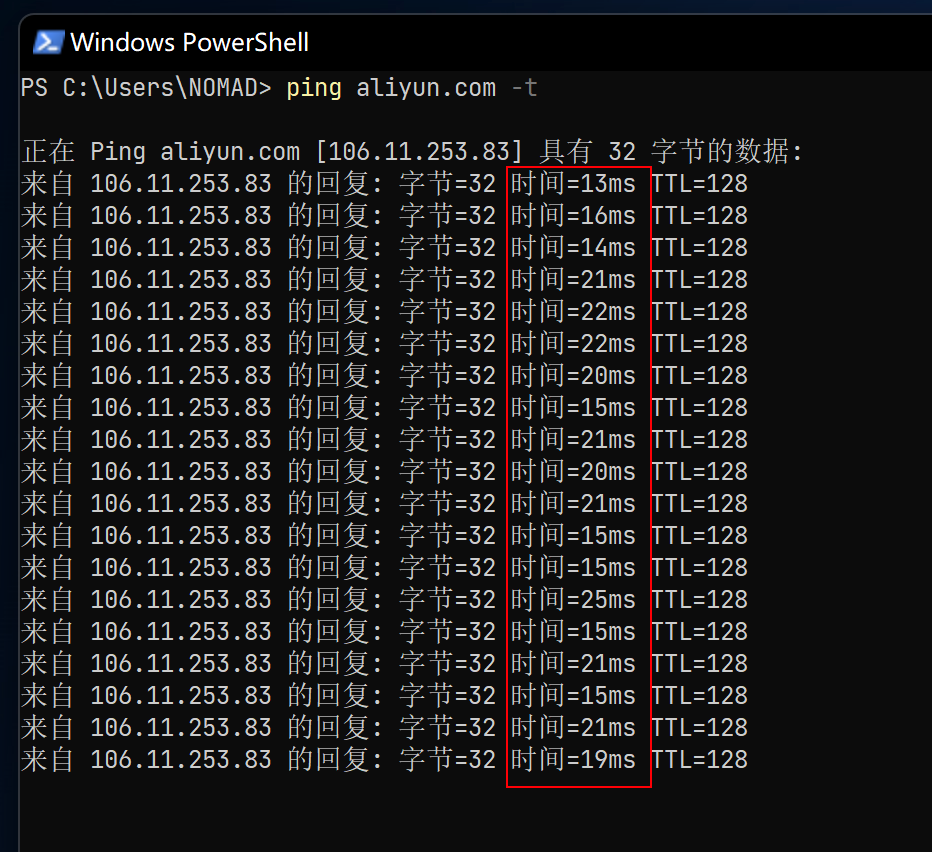 Windows PowerShell
PS C:\Users\NOMAD> ping aliyun.com -t
正在 Ping aliyun.com [106.11.253.83] 具有 32 字节的数据:
来自 106.11.253.83 的回复: 字节=32 时间=13ms TTL=128
来自 106.11.253.83 的回复: 字节=32 时间=16ms TTL=128
来自 106.11.253.83 的回复: 字节=32 时间=14ms TTL=128
来自 106.11.253.83 的回复: 字节=32 时间=21ms TTL=128
来自 106.11.253.83 的回复: 字节=32 时间=22ms TTL=128
来自 106.11.253.83 的回复: 字节=32 时间=22ms TTL=128
来自 106.11.253.83 的回复: 字节=32 时间=20ms TTL=128
来自 106.11.253.83 的回复: 字节=32 时间=15ms TTL=128
来自 106.11.253.83 的回复: 字节=32 时间=21ms TTL=128
来自 106.11.253.83 的回复: 字节=32 时间=20ms TTL=128
来自 106.11.253.83 的回复: 字节=32 时间=21ms TTL=128
来自 106.11.253.83 的回复: 字节=32 时间=15ms TTL=128
来自 106.11.253.83 的回复: 字节=32 时间=15ms TTL=128
来自 106.11.253.83 的回复: 字节=32 时间=25ms TTL=128
来自 106.11.253.83 的回复: 字节=32 时间=15ms TTL=128
来自 106.11.253.83 的回复: 字节=32 时间=21ms TTL=128
来自 106.11.253.83 的回复: 字节=32 时间=15ms TTL=128
来自 106.11.253.83 的回复: 字节=32 时间=21ms TTL=128
来自 106.11.253.83 的回复: 字节=32 时间=19ms TTL=128